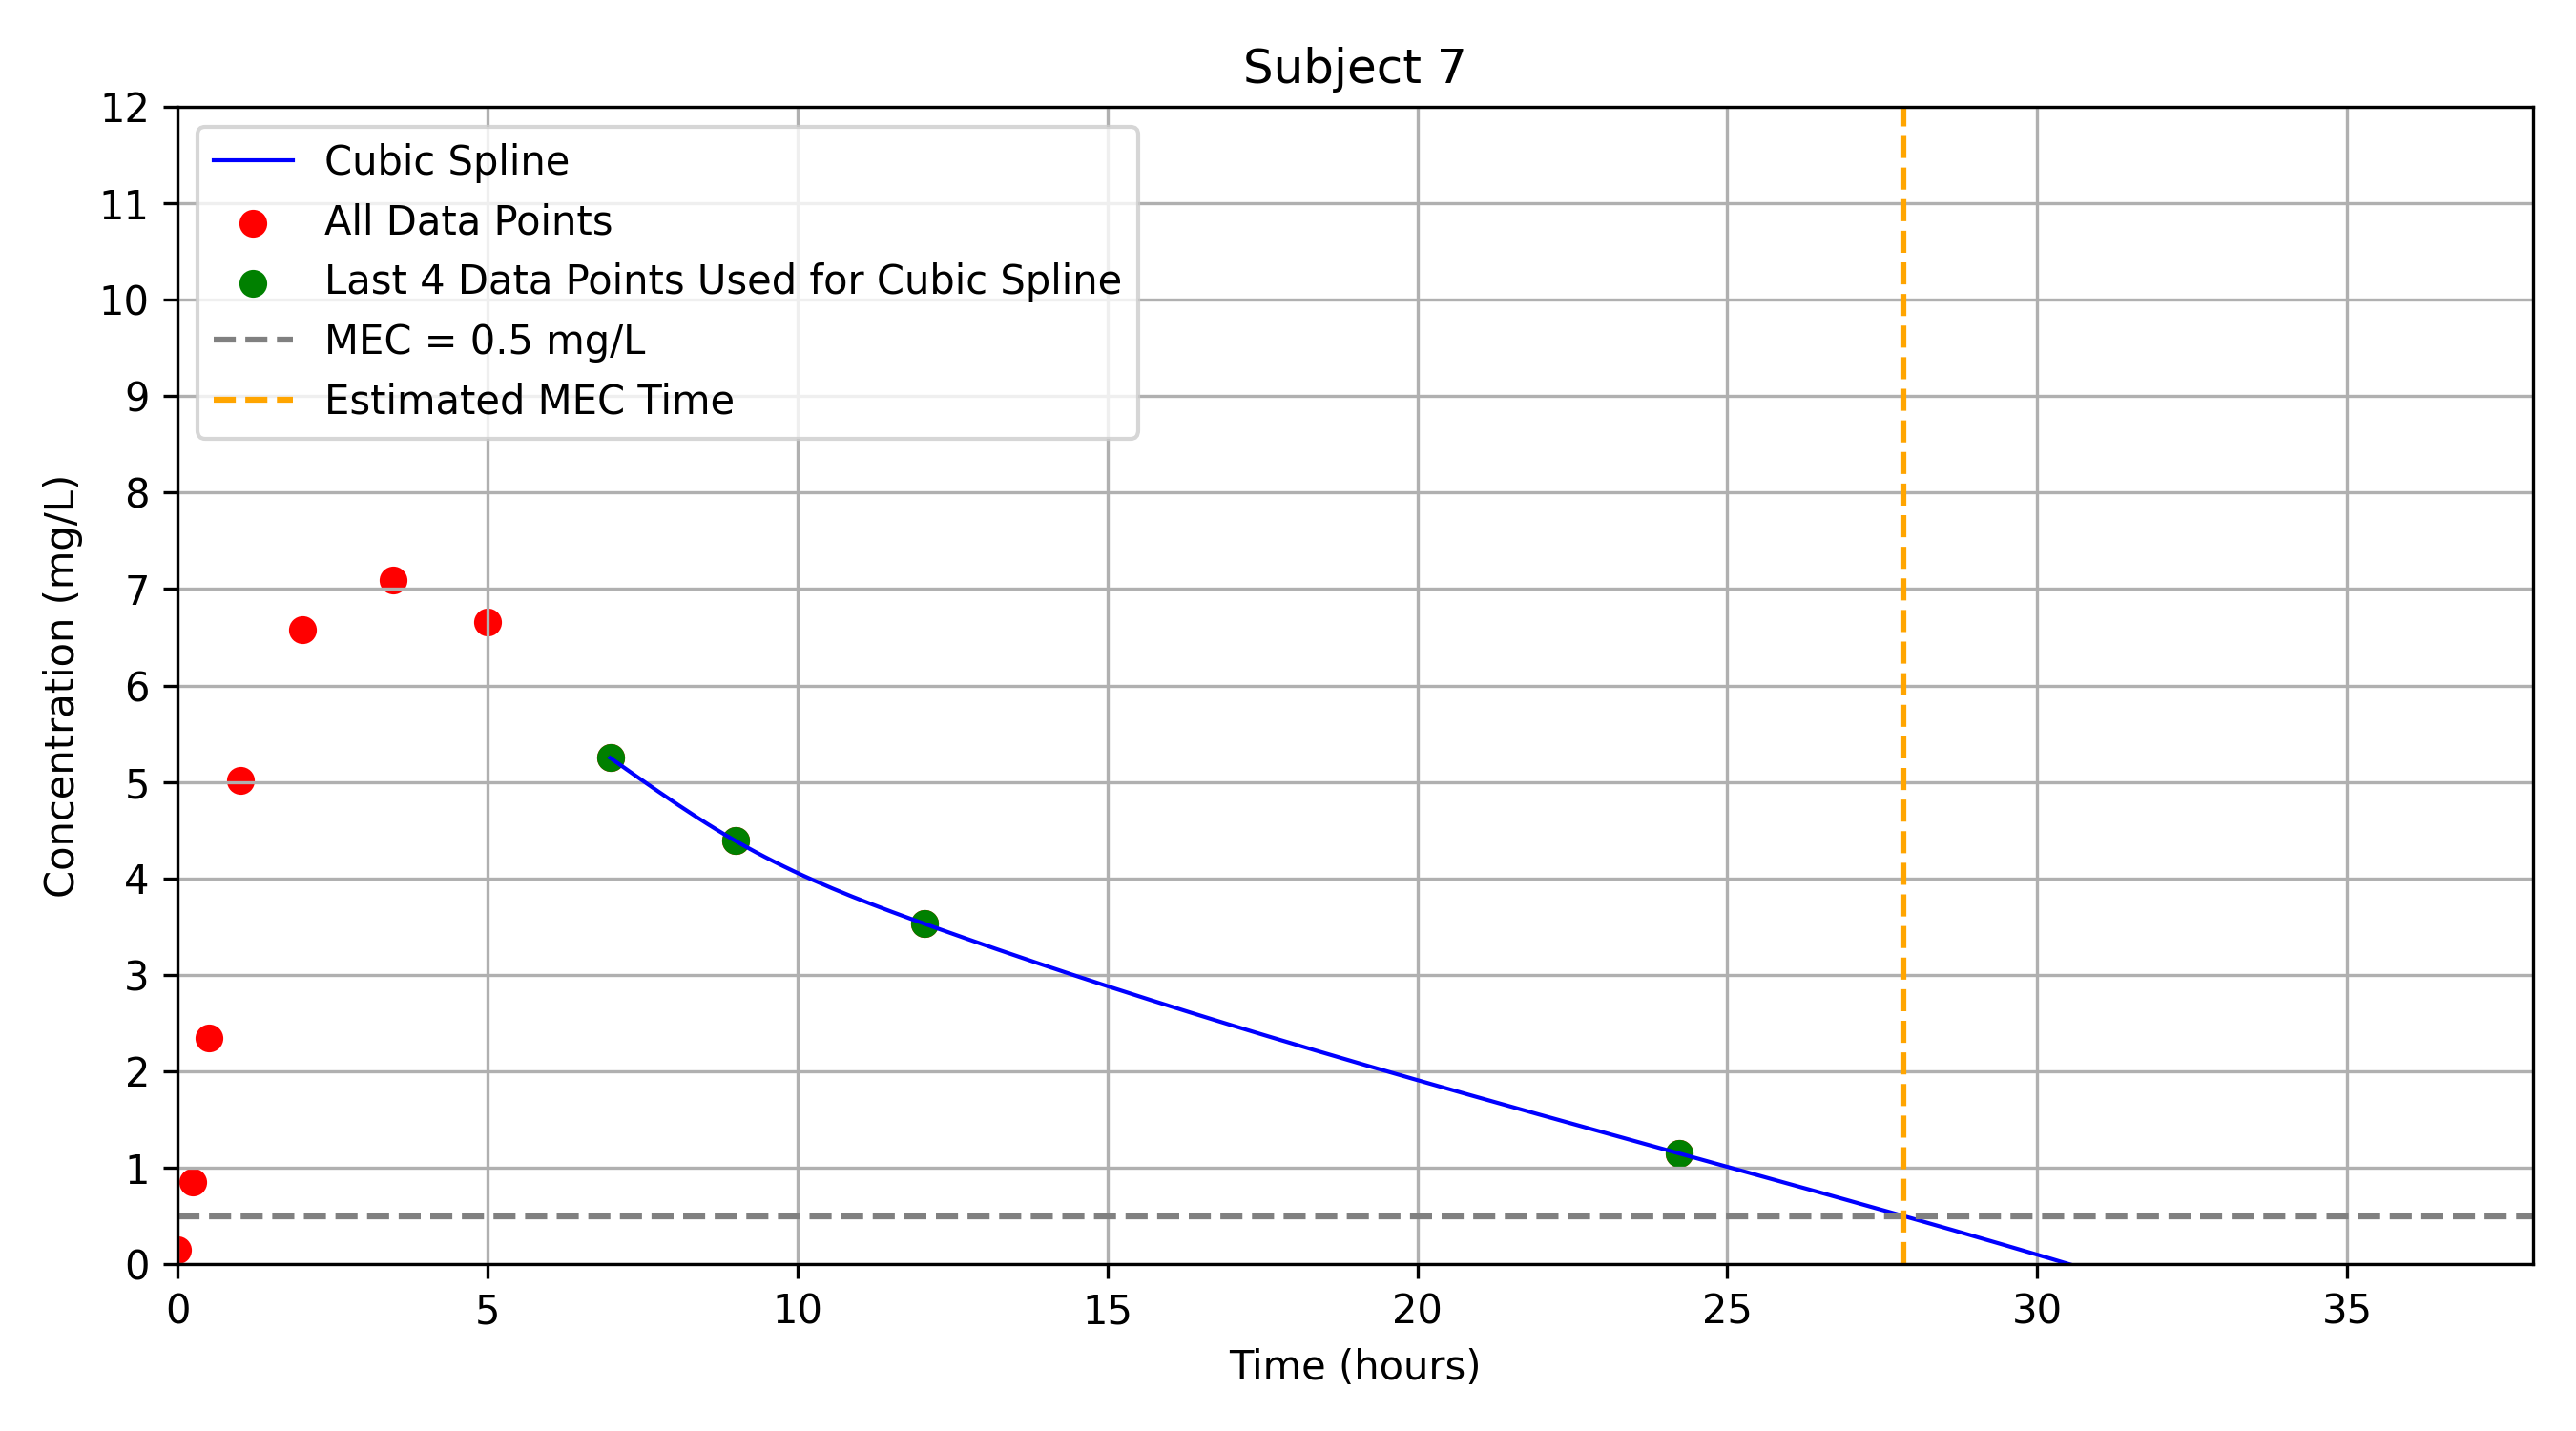 Subject 7
Cubic Spline
All Data Points
Last 4 Data Points Used for Cubic Spline
MEC = 0.5 mg/L
Estimated MEC Time
Concentration (mg/L)
12
11
10
9
8
7
6
5
4
3
2
1
0
0 5 10 15 20 25 30 35
Time (hours)